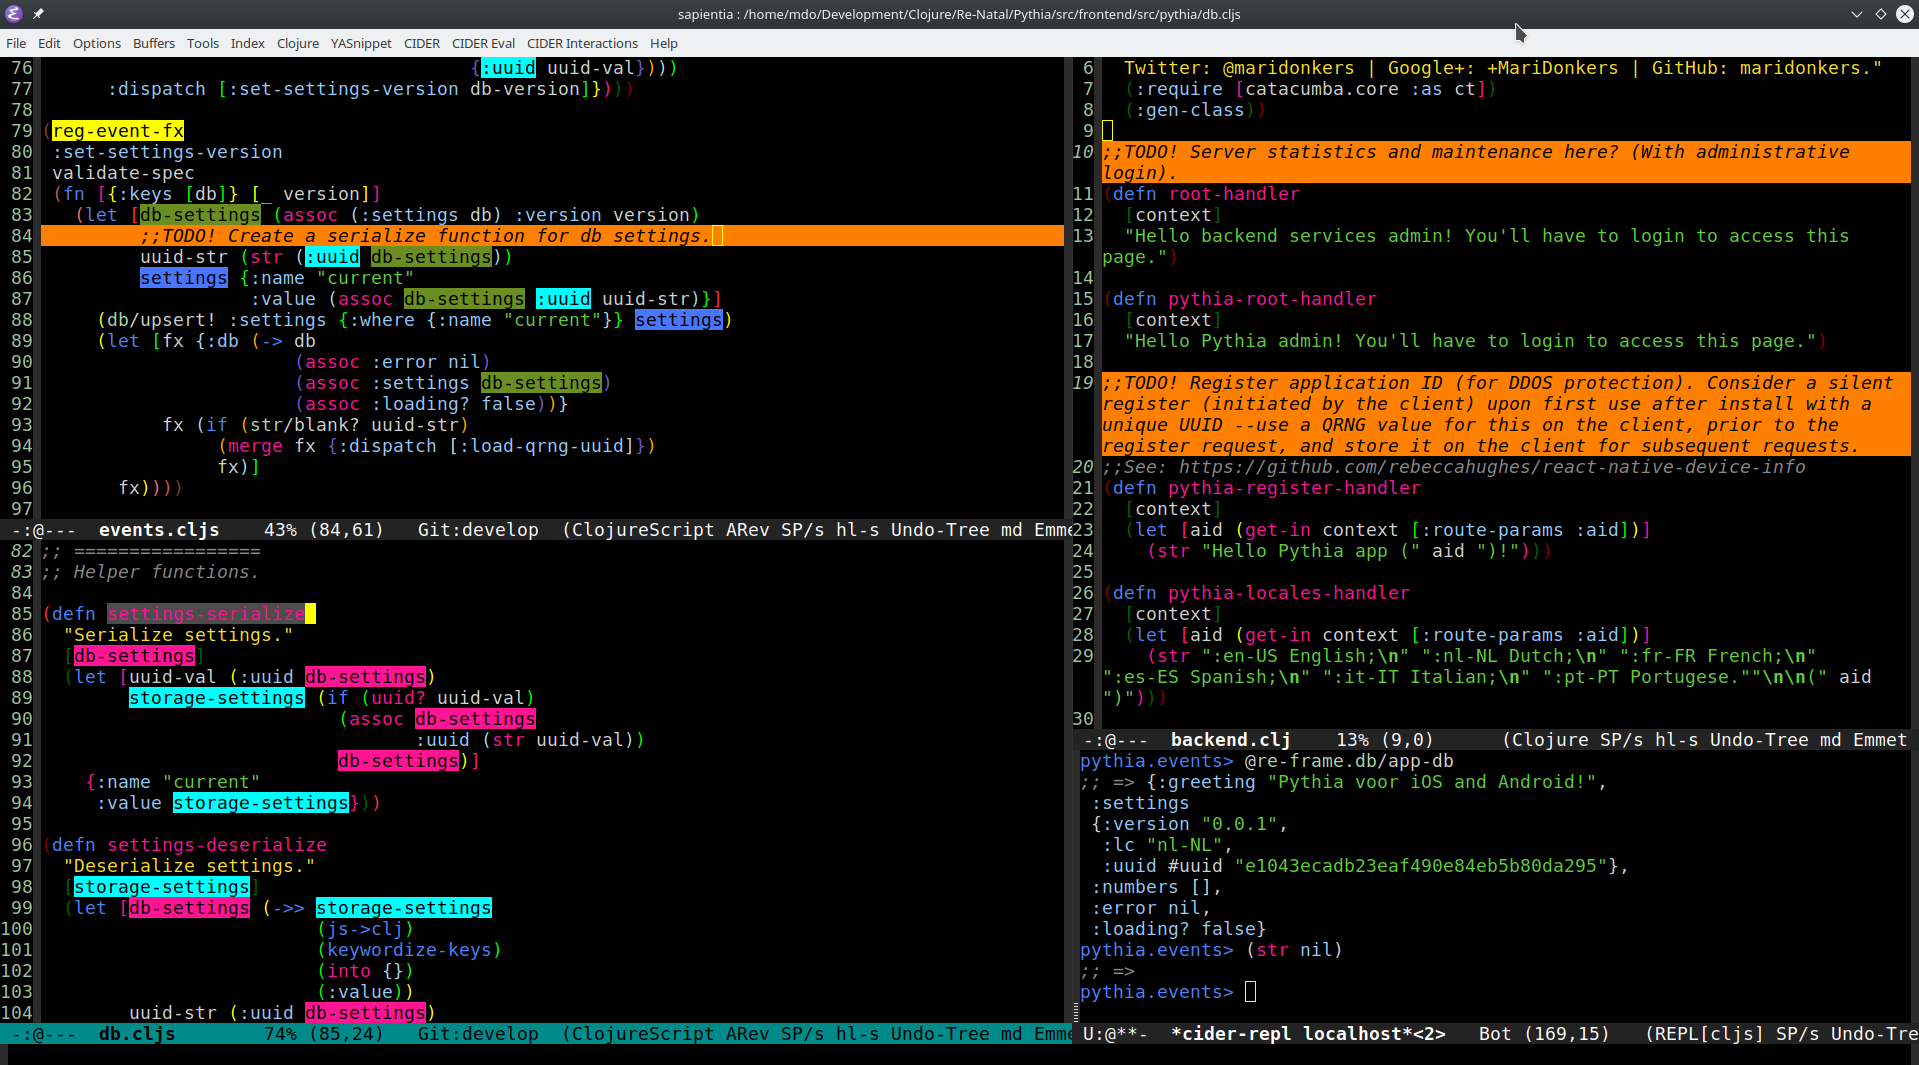 sapientia : /home/mdo/Development/Clojure/Re-Natal/Pythia/src/frontend/src/pythia/db.cljs
File Edit Options Buffers Tools Index Clojure YASnippet CIDER CIDER Eval CIDER Interactions Help
76                                        {:uuid uuid-val})))
77       :dispatch [:set-settings-version db-version]})))
78
79 (reg-event-fx
80  :set-settings-version
81  validate-spec
82  (fn [{:keys [db]} [_ version]]
83    (let [db-settings (assoc (:settings db) :version version)
84          ;;TODO! Create a serialize function for db settings.
85          uuid-str (str (:uuid db-settings))
86          settings {:name "current"
87                    :value (assoc db-settings :uuid uuid-str)}]
88      (db/upsert! :settings {:where {:name "current"}} settings)
89      (let [fx {:db (-> db
90                        (assoc :error nil)
91                        (assoc :settings db-settings)
92                        (assoc :loading? false))}
93            fx (if (str/blank? uuid-str)
94                 (merge fx {:dispatch [:load-qrng-uuid]})
95                 fx)]
96        fx))))
97
-:@---  events.cljs    43% (84,61)   Git:develop  (ClojureScript ARev SP/s hl-s Undo-Tree md Emme
82 ;; =================
83 ;; Helper functions.
84
85 (defn settings-serialize
86   "Serialize settings."
87   [db-settings]
88   (let [uuid-val (:uuid db-settings)
89         storage-settings (if (uuid? uuid-val)
90                            (assoc db-settings
91                                   :uuid (str uuid-val))
92                            db-settings)]
93     {:name "current"
94      :value storage-settings}))
95
96 (defn settings-deserialize
97   "Deserialize settings."
98   [storage-settings]
99   (let [db-settings (->> storage-settings
100                          (js->clj)
101                          (keywordize-keys)
102                          (into {})
103                          (:value))
104        uuid-str (:uuid db-settings)
-:@---  db.cljs        74% (85,24)   Git:develop  (ClojureScript ARev SP/s hl-s Undo-Tree md Emme
6   Twitter: @maridonkers | Google+: +MariDonkers | GitHub: maridonkers."
7   (:require [catacumba.core :as ct])
8   (:gen-class))
9
10 ;;TODO! Server statistics and maintenance here? (With administrative
login).
11 (defn root-handler
12   [context]
13   "Hello backend services admin! You'll have to login to access this
page.")
14
15 (defn pythia-root-handler
16   [context]
17   "Hello Pythia admin! You'll have to login to access this page.")
18
19 ;;TODO! Register application ID (for DDOS protection). Consider a silent
register (initiated by the client) upon first use after install with a
unique UUID --use a QRNG value for this on the client, prior to the
register request, and store it on the client for subsequent requests.
20 ;;See: https://github.com/rebeccahughes/react-native-device-info
21 (defn pythia-register-handler
22   [context]
23   (let [aid (get-in context [:route-params :aid])]
24     (str "Hello Pythia app (" aid ")!")))
25
26 (defn pythia-locales-handler
27   [context]
28   (let [aid (get-in context [:route-params :aid])]
29     (str ":en-US English;\n" ":nl-NL Dutch;\n" ":fr-FR French;\n"
":es-ES Spanish;\n" ":it-IT Italian;\n" ":pt-PT Portugese.""\n\n(" aid
")")))
30
-:@---  backend.clj    13% (9,0)      (Clojure SP/s hl-s Undo-Tree md Emmet
pythia.events> @re-frame.db/app-db
;; => {:greeting "Pythia voor iOS and Android!",
 :settings
 {:version "0.0.1",
  :lc "nl-NL",
  :uuid #uuid "e1043ecadb23eaf490e84eb5b80da295"},
 :numbers [],
 :error nil,
 :loading? false}
pythia.events> (str nil)
;; =>
pythia.events>
U:@**-  *cider-repl localhost*<2>   Bot (169,15)   (REPL[cljs] SP/s Undo-Tre